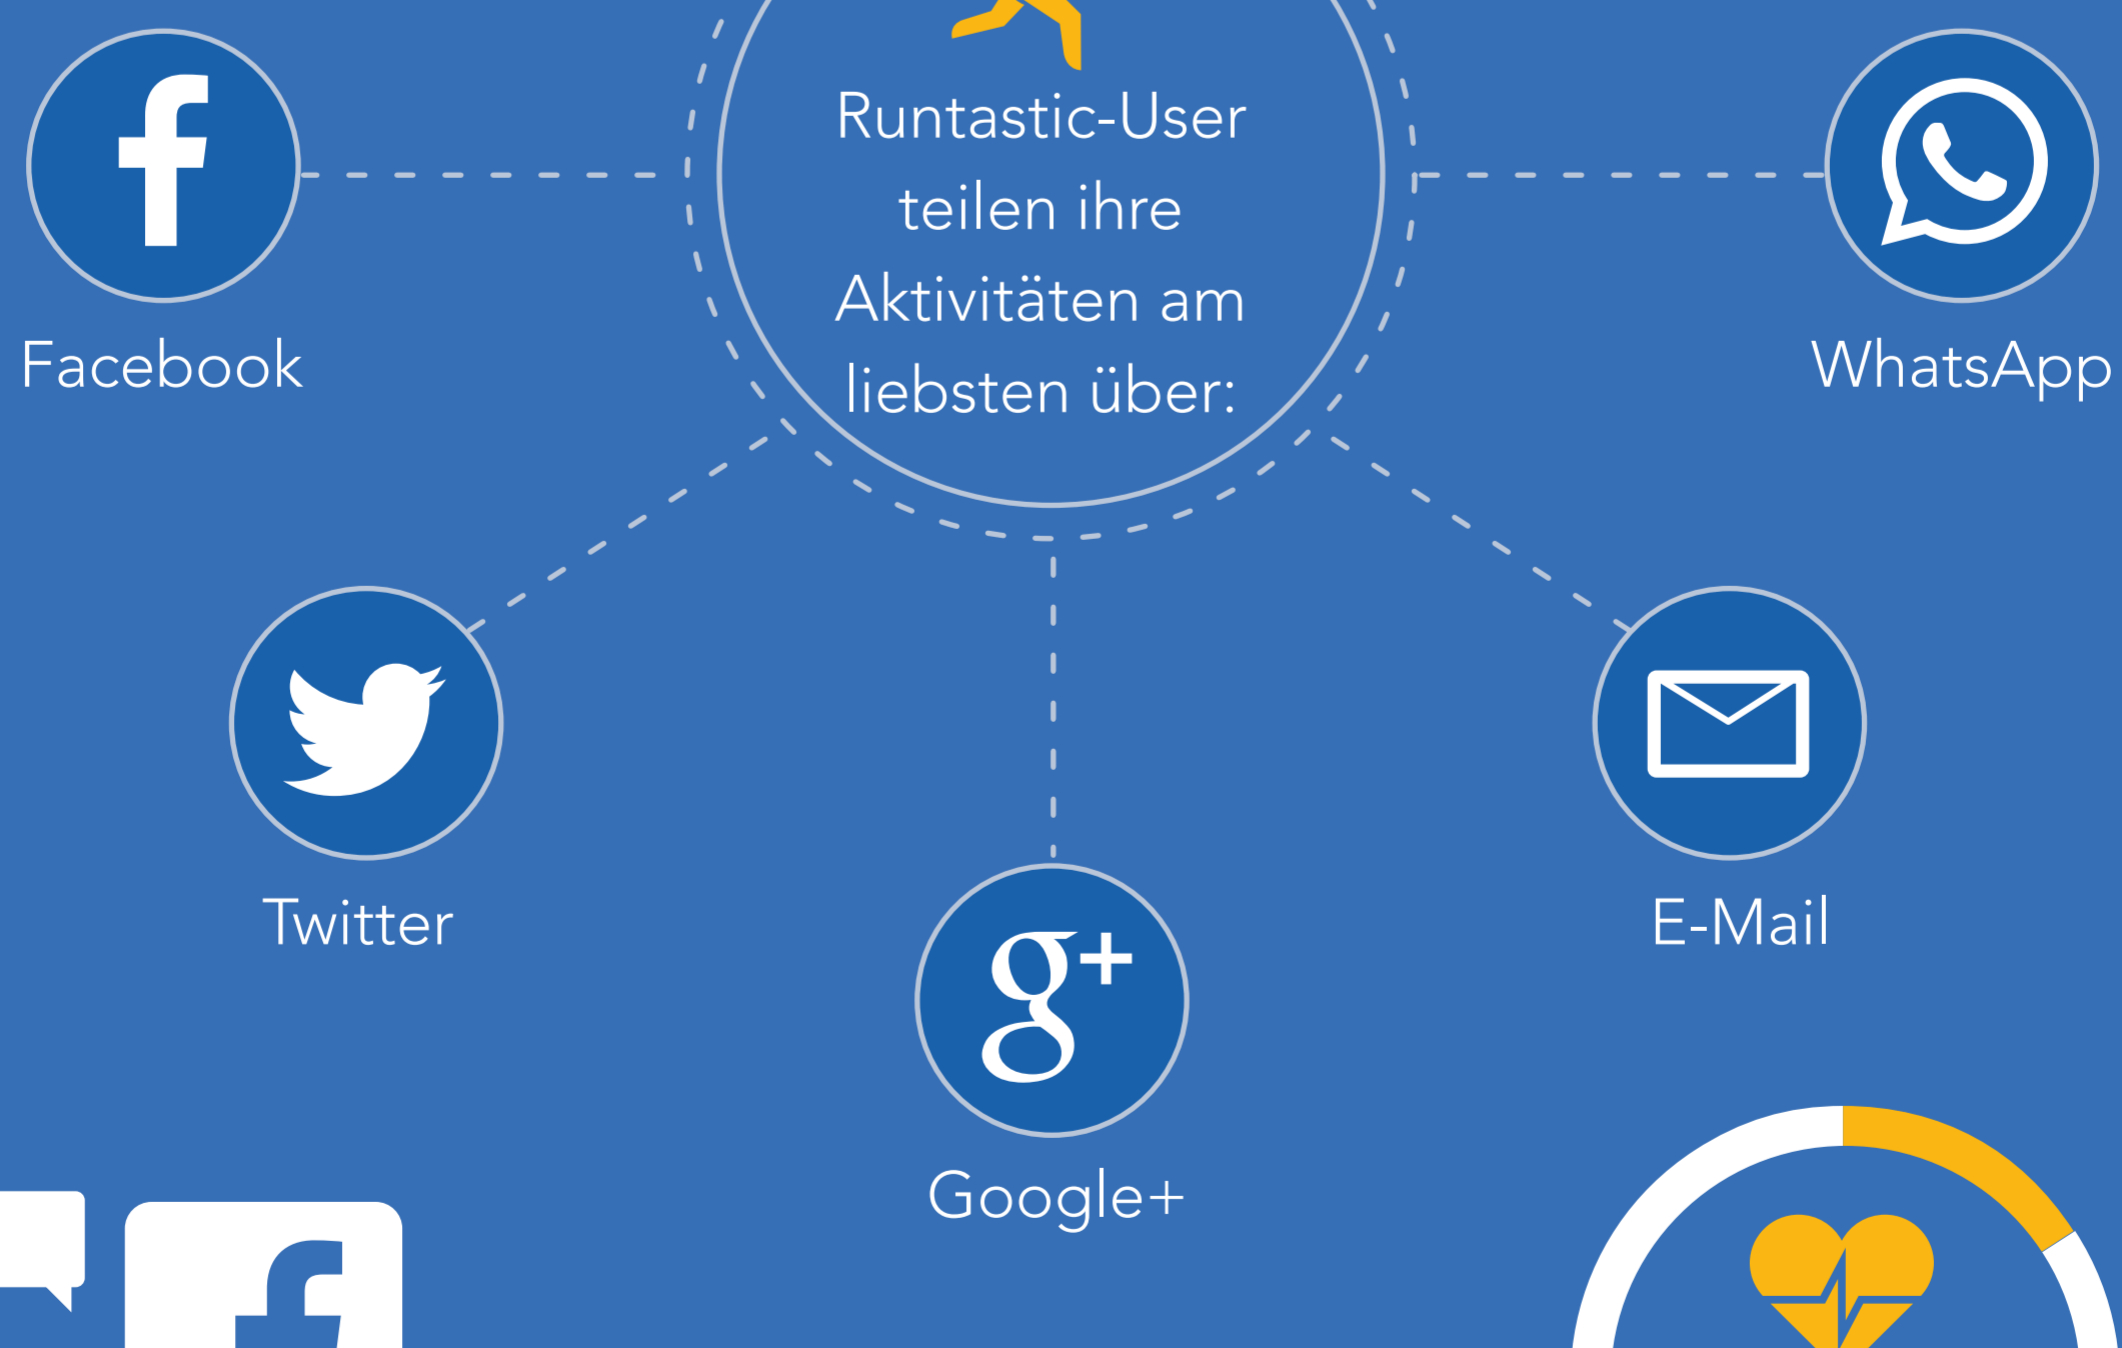 Runtastic-User
teilen ihre
Aktivitäten am
liebsten über:
Facebook
WhatsApp
Twitter
E-Mail
Google+